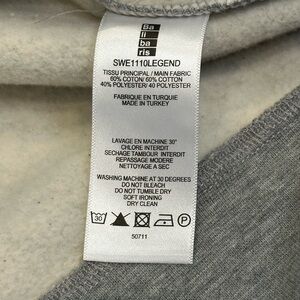 Ba
li
ba
ris
SWE1110LEGEND
TISSU PRINCIPAL / MAIN FABRIC
60% COTON/ 60% COTTON
40% POLYESTER/ 40 POLYESTER
FABRIQUE EN TURQUIE
MADE IN TURKEY
LAVAGE EN MACHINE 30°
CHLORE INTERDIT
SECHAGE TAMBOUR INTERDIT
REPASSAGE MODERE
NETTOYAGE A SEC
WASHING MACHINE AT 30 DEGREES
DO NOT BLEACH
DO NOT TUMBLE DRY
SOFT IRONING
DRY CLEAN
30 P
50711